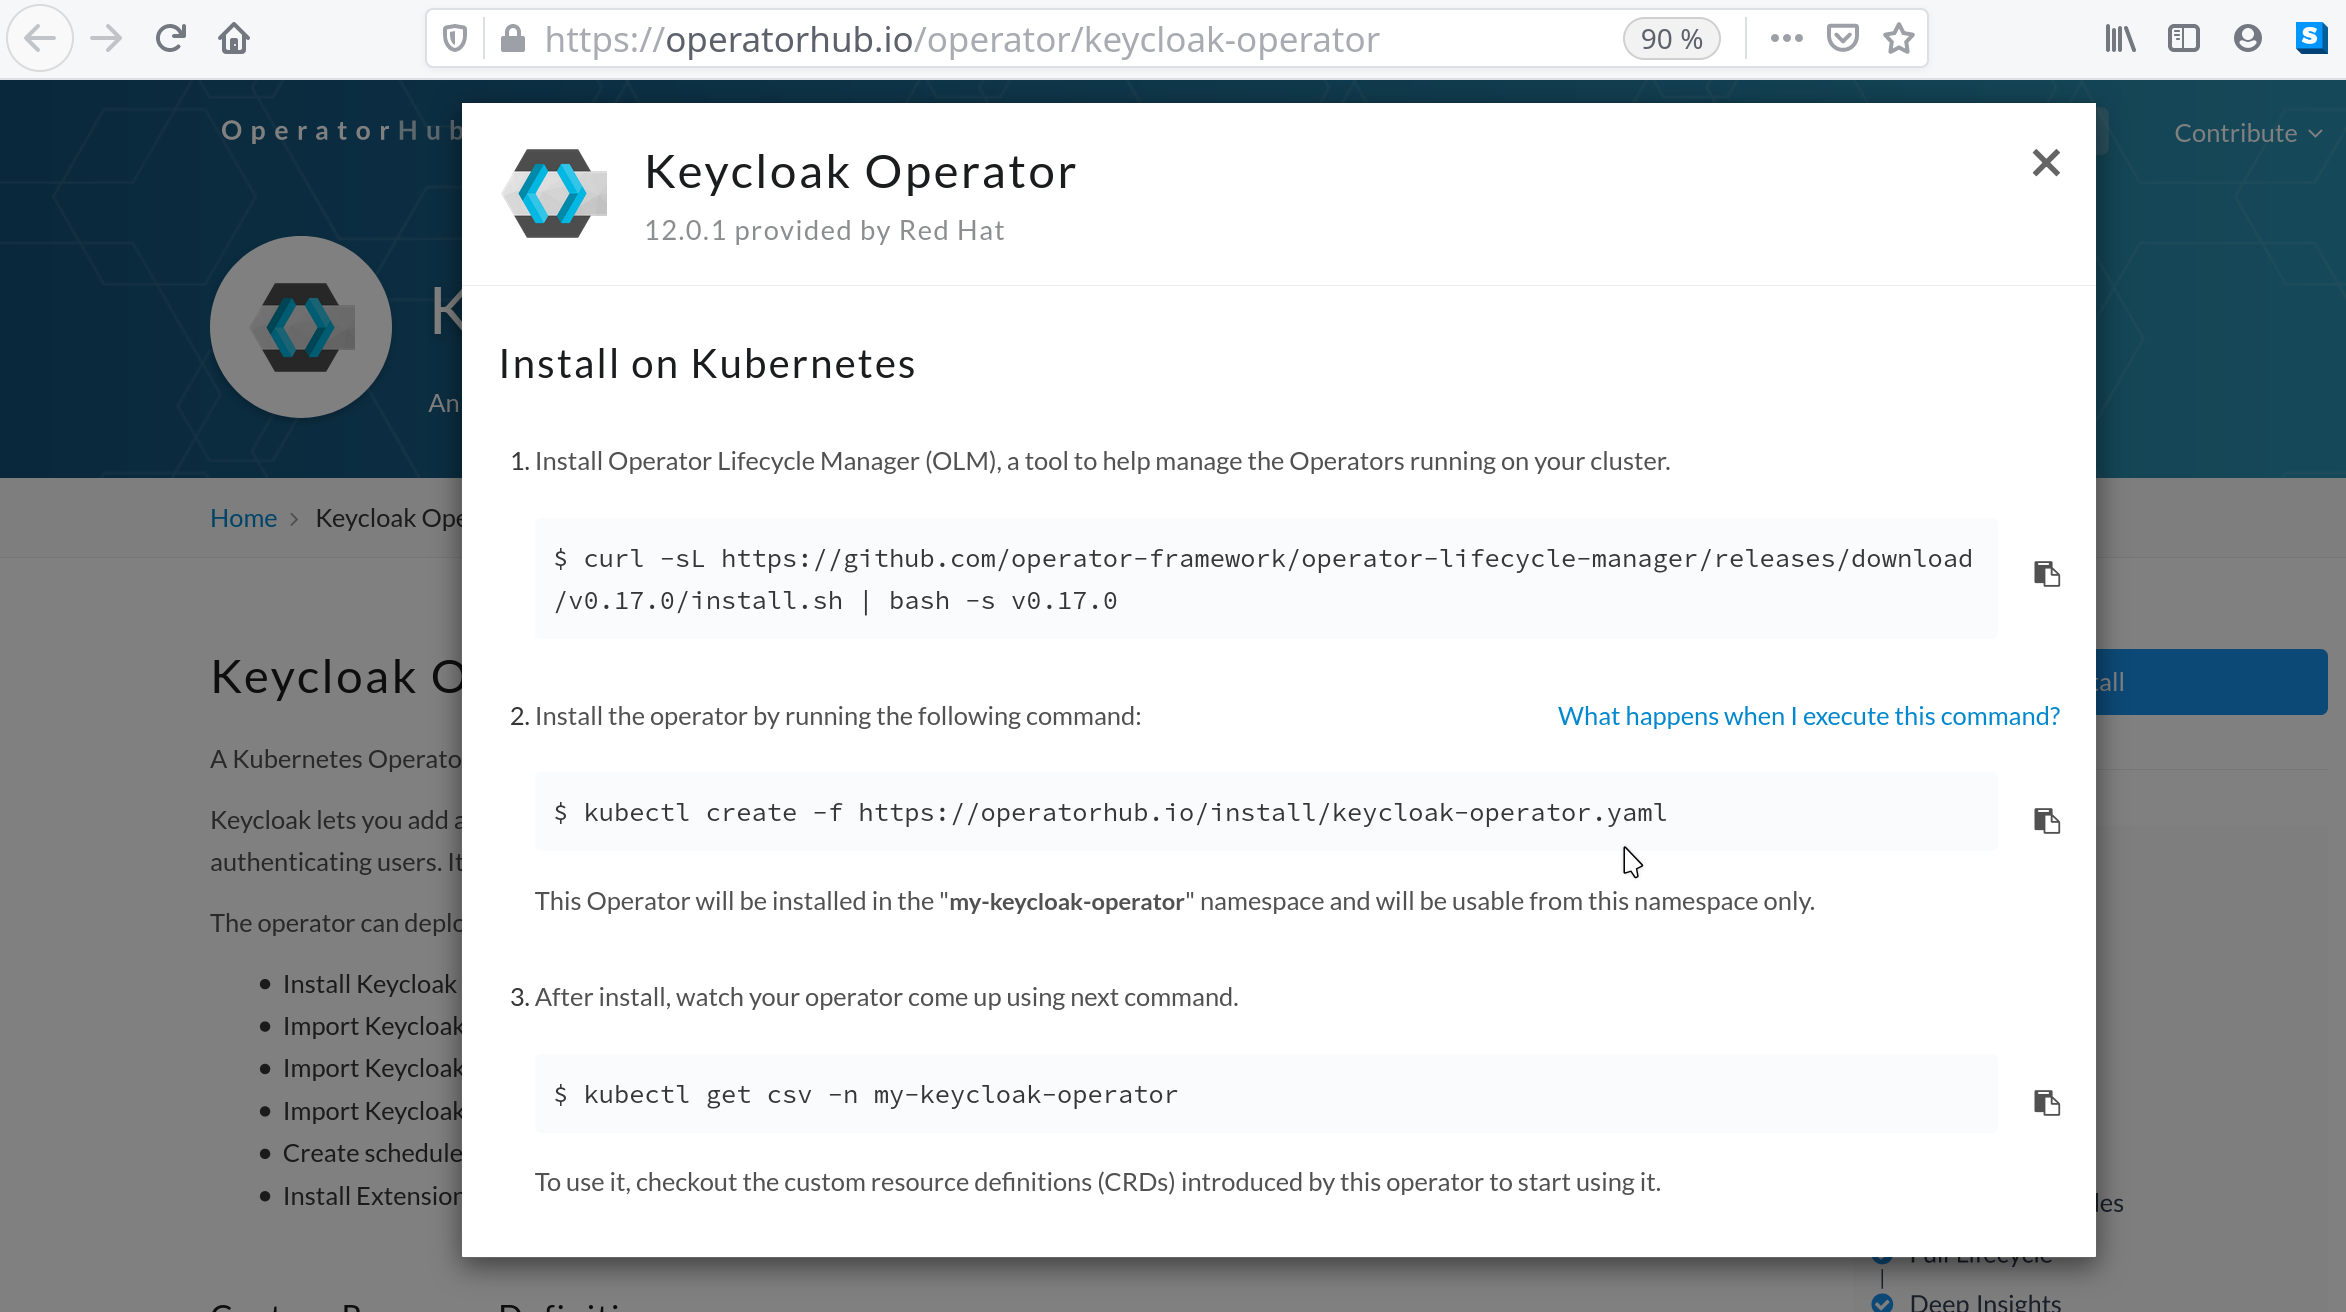 https://operatorhub.io/operator/keycloak-operator
90 %
S
OperatorHub
Contribute
Keycloak Operator
12.0.1 provided by Red Hat
K
An
Install on Kubernetes
1. Install Operator Lifecycle Manager (OLM), a tool to help manage the Operators running on your cluster.
Home > Keycloak Ope
$ curl -sL https://github.com/operator-framework/operator-lifecycle-manager/releases/download
/v0.17.0/install.sh | bash -s v0.17.0
Keycloak O
tall
2. Install the operator by running the following command:
What happens when I execute this command?
A Kubernetes Operato
$ kubectl create -f https://operatorhub.io/install/keycloak-operator.yaml
Keycloak lets you add a
authenticating users. It
This Operator will be installed in the "my-keycloak-operator" namespace and will be usable from this namespace only.
The operator can deplo
• Install Keycloak
3. After install, watch your operator come up using next command.
• Import Keycloak
• Import Keycloak
$ kubectl get csv -n my-keycloak-operator
• Import Keycloak
• Create schedule
To use it, checkout the custom resource definitions (CRDs) introduced by this operator to start using it.
• Install Extension
les
Full Lifecycle
Deep Insights